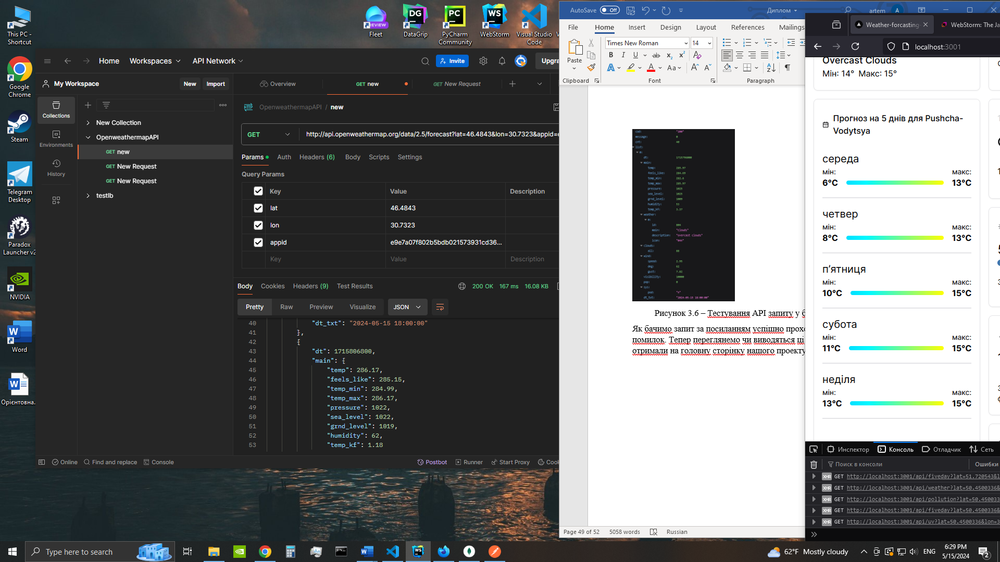 This PC - Shortcut
Google Chrome
Steam
Telegram Desktop
Paradox Launcher v2
NVIDIA
Word
Орієнтовна.
Fleet
DataGrip
PyCharm Community
WebStorm
Visual Studio Code
Home
Workspaces
API Network
Invite
Upgra
My Workspace
New
Import
Overview
GET new
GET New Request
Collections
Environments
History
New Collection
OpenweathermapAPI
GET new
GET New Request
GET New Request
testlb
HTTP
OpenweathermapAPI / new
GET
http://api.openweathermap.org/data/2.5/forecast?lat=46.4843&lon=30.7323&appid=e
Params
Auth
Headers (6)
Body
Scripts
Settings
Query Params
Key Value Description
lat 46.4843
lon 30.7323
appid e9e7a07f802b5bdb021573931cd36...
Key Value Description
Body
Cookies
Headers (9)
Test Results
200 OK 167 ms 16.08 KB
Pretty
Raw
Preview
Visualize
JSON
40 "dt_txt": "2024-05-15 18:00:00"
41 },
42 {
43 "dt": 1715806800,
44 "main": {
45 "temp": 286.17,
46 "feels_like": 285.15,
47 "temp_min": 284.99,
48 "temp_max": 286.17,
49 "pressure": 1022,
50 "sea_level": 1022,
51 "grnd_level": 1019,
52 "humidity": 62,
53 "temp_kf": 1.18
Online
Find and replace
Console
Postbot
Runner
Start Proxy
Cook
AutoSave Off
Диплом
artem A
File
Home
Insert
Design
Layout
References
Mailings
Paste
Times New Roman
14
Clipboard
Font
Paragraph
Рисунок 3.6 – Тестування API запиту у б
Як бачимо запит за посиланням успішно прохо
помилок. Тепер переглянемо чи виводяться ці
отримали на головну сторінку нашого проекту
Page 49 of 52
5058 words
Russian
Weather-forcasting-
WebStorm: The Ja
localhost:3001
Overcast Clouds
Мін: 14° Макс: 15°
Прогноз на 5 днів для Pushcha-
Vodytsya
середа
мін: макс:
6°C 13°C
четвер
мін: макс:
8°C 13°C
п’ятниця
мін: макс:
10°C 15°C
субота
мін: макс:
11°C 15°C
неділя
мін: макс:
13°C 15°C
Инспектор
Консоль
Отладчик
Сеть
Поиск в консоли
Ошибки
XHR GET http://localhost:3001/api/fiveday?lat=51.720543&l
XHR GET http://localhost:3001/api/weather?lat=50.4500336&
XHR GET http://localhost:3001/api/pollution?lat=50.450033
XHR GET http://localhost:3001/api/fiveday?lat=50.4500336&
XHR GET http://localhost:3001/api/uv?lat=50.4500336&lon=3
Type here to search
62°F Mostly cloudy
ENG
6:29 PM
5/15/2024
2